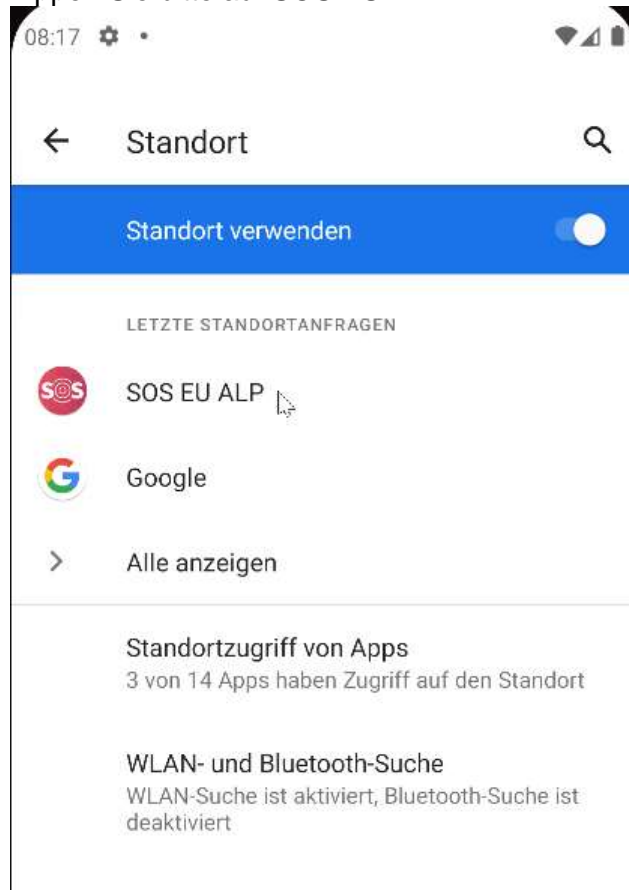 08:17
Standort
Standort verwenden
LETZTE STANDORTANFRAGEN
SOS
SOS EU ALP
G
Google
Alle anzeigen
Standortzugriff von Apps
3 von 14 Apps haben Zugriff auf den Standort
WLAN- und Bluetooth-Suche
WLAN-Suche ist aktiviert, Bluetooth-Suche ist
deaktiviert